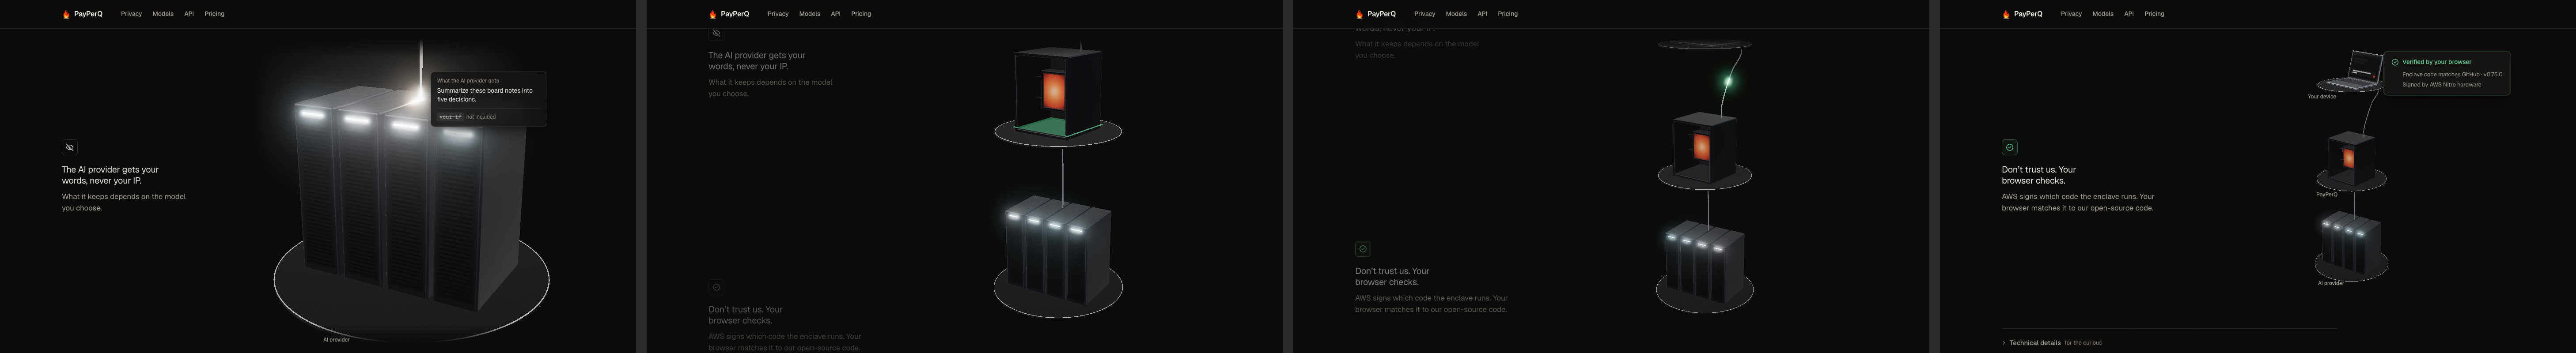 PayPerQ
Privacy Models API Pricing
What the AI provider gets
Summarize these board notes into
five decisions.
your IP not included
The AI provider gets your
words, never your IP.
What it keeps depends on the model
you choose.
AI provider
PayPerQ
Privacy Models API Pricing
The AI provider gets your
words, never your IP.
What it keeps depends on the model
you choose.
Don't trust us. Your
browser checks.
AWS signs which code the enclave runs. Your
browser matches it to our open-source code.
PayPerQ
Privacy Models API Pricing
words, never your IP.
What it keeps depends on the model
you choose.
Don't trust us. Your
browser checks.
AWS signs which code the enclave runs. Your
browser matches it to our open-source code.
PayPerQ
Privacy Models API Pricing
Verified by your browser
Enclave code matches GitHub · v0.75.0
Signed by AWS Nitro hardware
Your device
Don't trust us. Your
browser checks.
AWS signs which code the enclave runs. Your
browser matches it to our open-source code.
PayPerQ
AI provider
Technical details for the curious